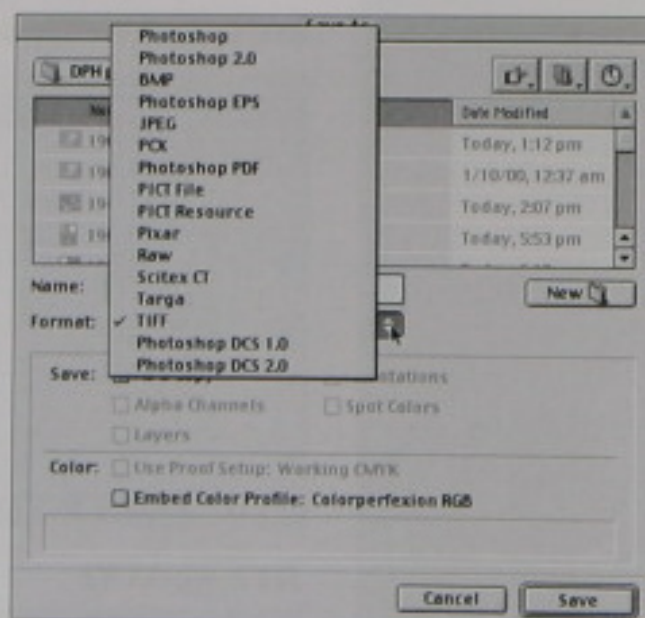 Photoshop
Photoshop 2.0
BMP
Photoshop EPS
JPEG
PCX
Photoshop PDF
PICT File
PICT Resource
Pixar
Raw
Scitex CT
Targa
✓ TIFF
Photoshop DCS 1.0
Photoshop DCS 2.0
DPH
Date Modified
Today, 1:12 pm
1/10/00, 12:37 am
Today, 2:07 pm
Today, 5:53 pm
Name:
New
Format:
Save:
Alpha Channels
Spot Colors
Layers
Color: Use Proof Setup: Working CMYK
Embed Color Profile: Colorperfexion RGB
Cancel
Save